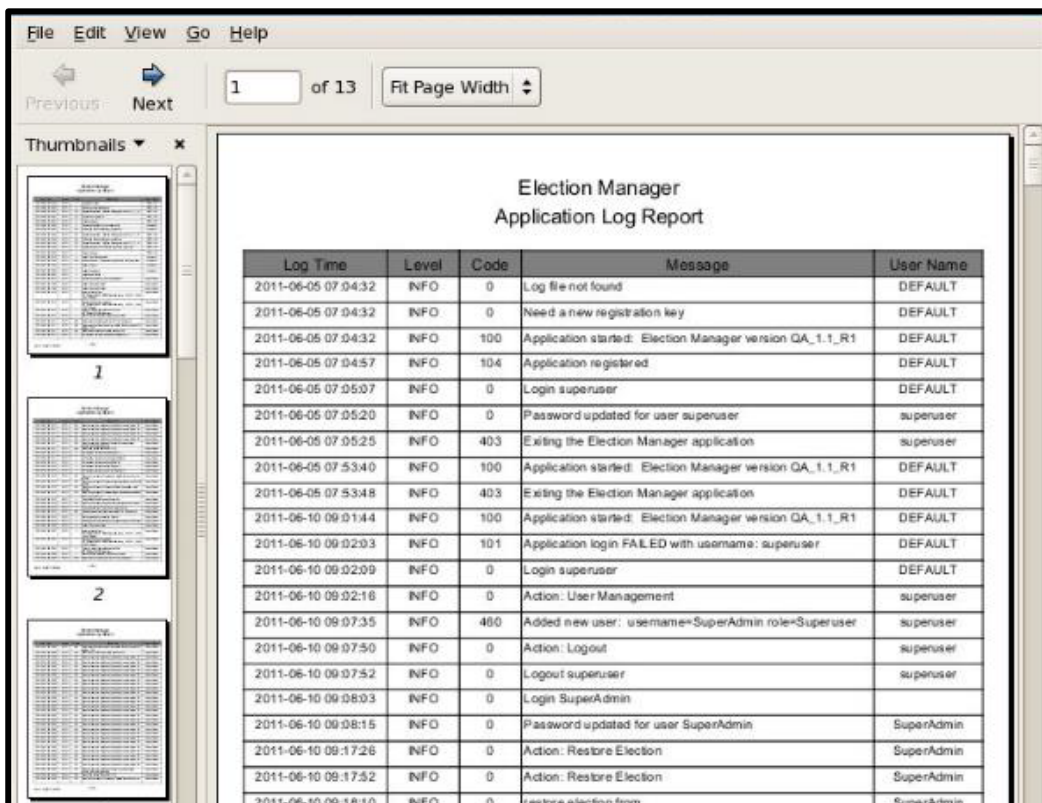 File Edit View Go Help
Previous Next 1 of 13 Fit Page Width
Thumbnails
1
2
Election Manager
Application Log Report
Log Time Level Code Message User Name
2011-06-05 07:04:32 INFO 0 Log file not found DEFAULT
2011-06-05 07:04:32 INFO 0 Need a new registration key DEFAULT
2011-06-05 07:04:32 INFO 100 Application started: Election Manager version QA_1.1_R1 DEFAULT
2011-06-05 07:04:57 INFO 104 Application registered DEFAULT
2011-06-05 07:05:07 INFO 0 Login superuser DEFAULT
2011-06-05 07:05:20 INFO 0 Password updated for user superuser superuser
2011-06-05 07:05:25 INFO 403 Exiting the Election Manager application superuser
2011-06-05 07:53:40 INFO 100 Application started: Election Manager version QA_1.1_R1 DEFAULT
2011-06-05 07:53:48 INFO 403 Exiting the Election Manager application DEFAULT
2011-06-10 09:01:44 INFO 100 Application started: Election Manager version QA_1.1_R1 DEFAULT
2011-06-10 09:02:03 INFO 101 Application login FAILED with username: superuser DEFAULT
2011-06-10 09:02:09 INFO 0 Login superuser DEFAULT
2011-06-10 09:02:16 INFO 0 Action: User Management superuser
2011-06-10 09:07:35 INFO 460 Added new user: username=SuperAdmin role=Superuser superuser
2011-06-10 09:07:50 INFO 0 Action: Logout superuser
2011-06-10 09:07:52 INFO 0 Logout superuser superuser
2011-06-10 09:08:03 INFO 0 Login SuperAdmin
2011-06-10 09:08:15 INFO 0 Password updated for user SuperAdmin SuperAdmin
2011-06-10 09:17:26 INFO 0 Action: Restore Election SuperAdmin
2011-06-10 09:17:52 INFO 0 Action: Restore Election SuperAdmin
2011-06-10 09:18:10 INFO 0 restore election from SuperAdmin